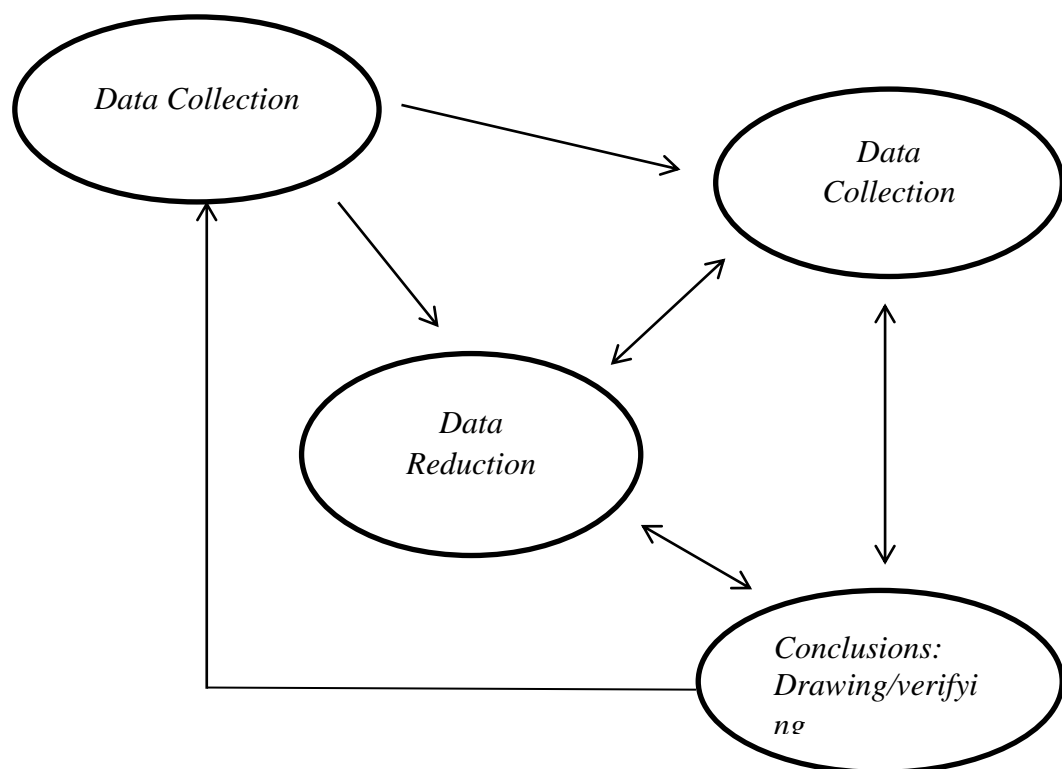 Data Collection
Data
Collection
Data
Reduction
Conclusions:
Drawing/verifyi
ng